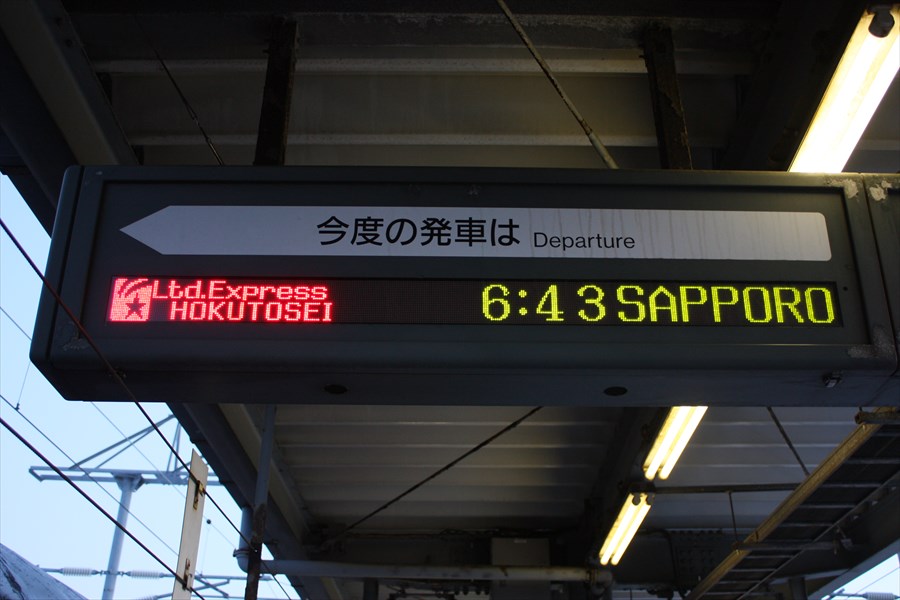 今度の発車は Departure
Ltd.Express
HOKUTOSEI
6:43 SAPPORO